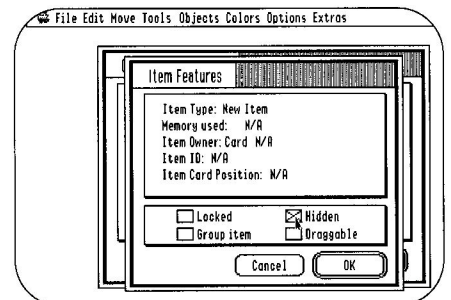 File Edit Move Tools Objects Colors Options Extras
Item Features
Item Type: New Item
Memory used: N/A
Item Owner: Card N/A
Item ID: N/A
Item Card Position: N/A
Locked Hidden
Group item Draggable
Cancel OK